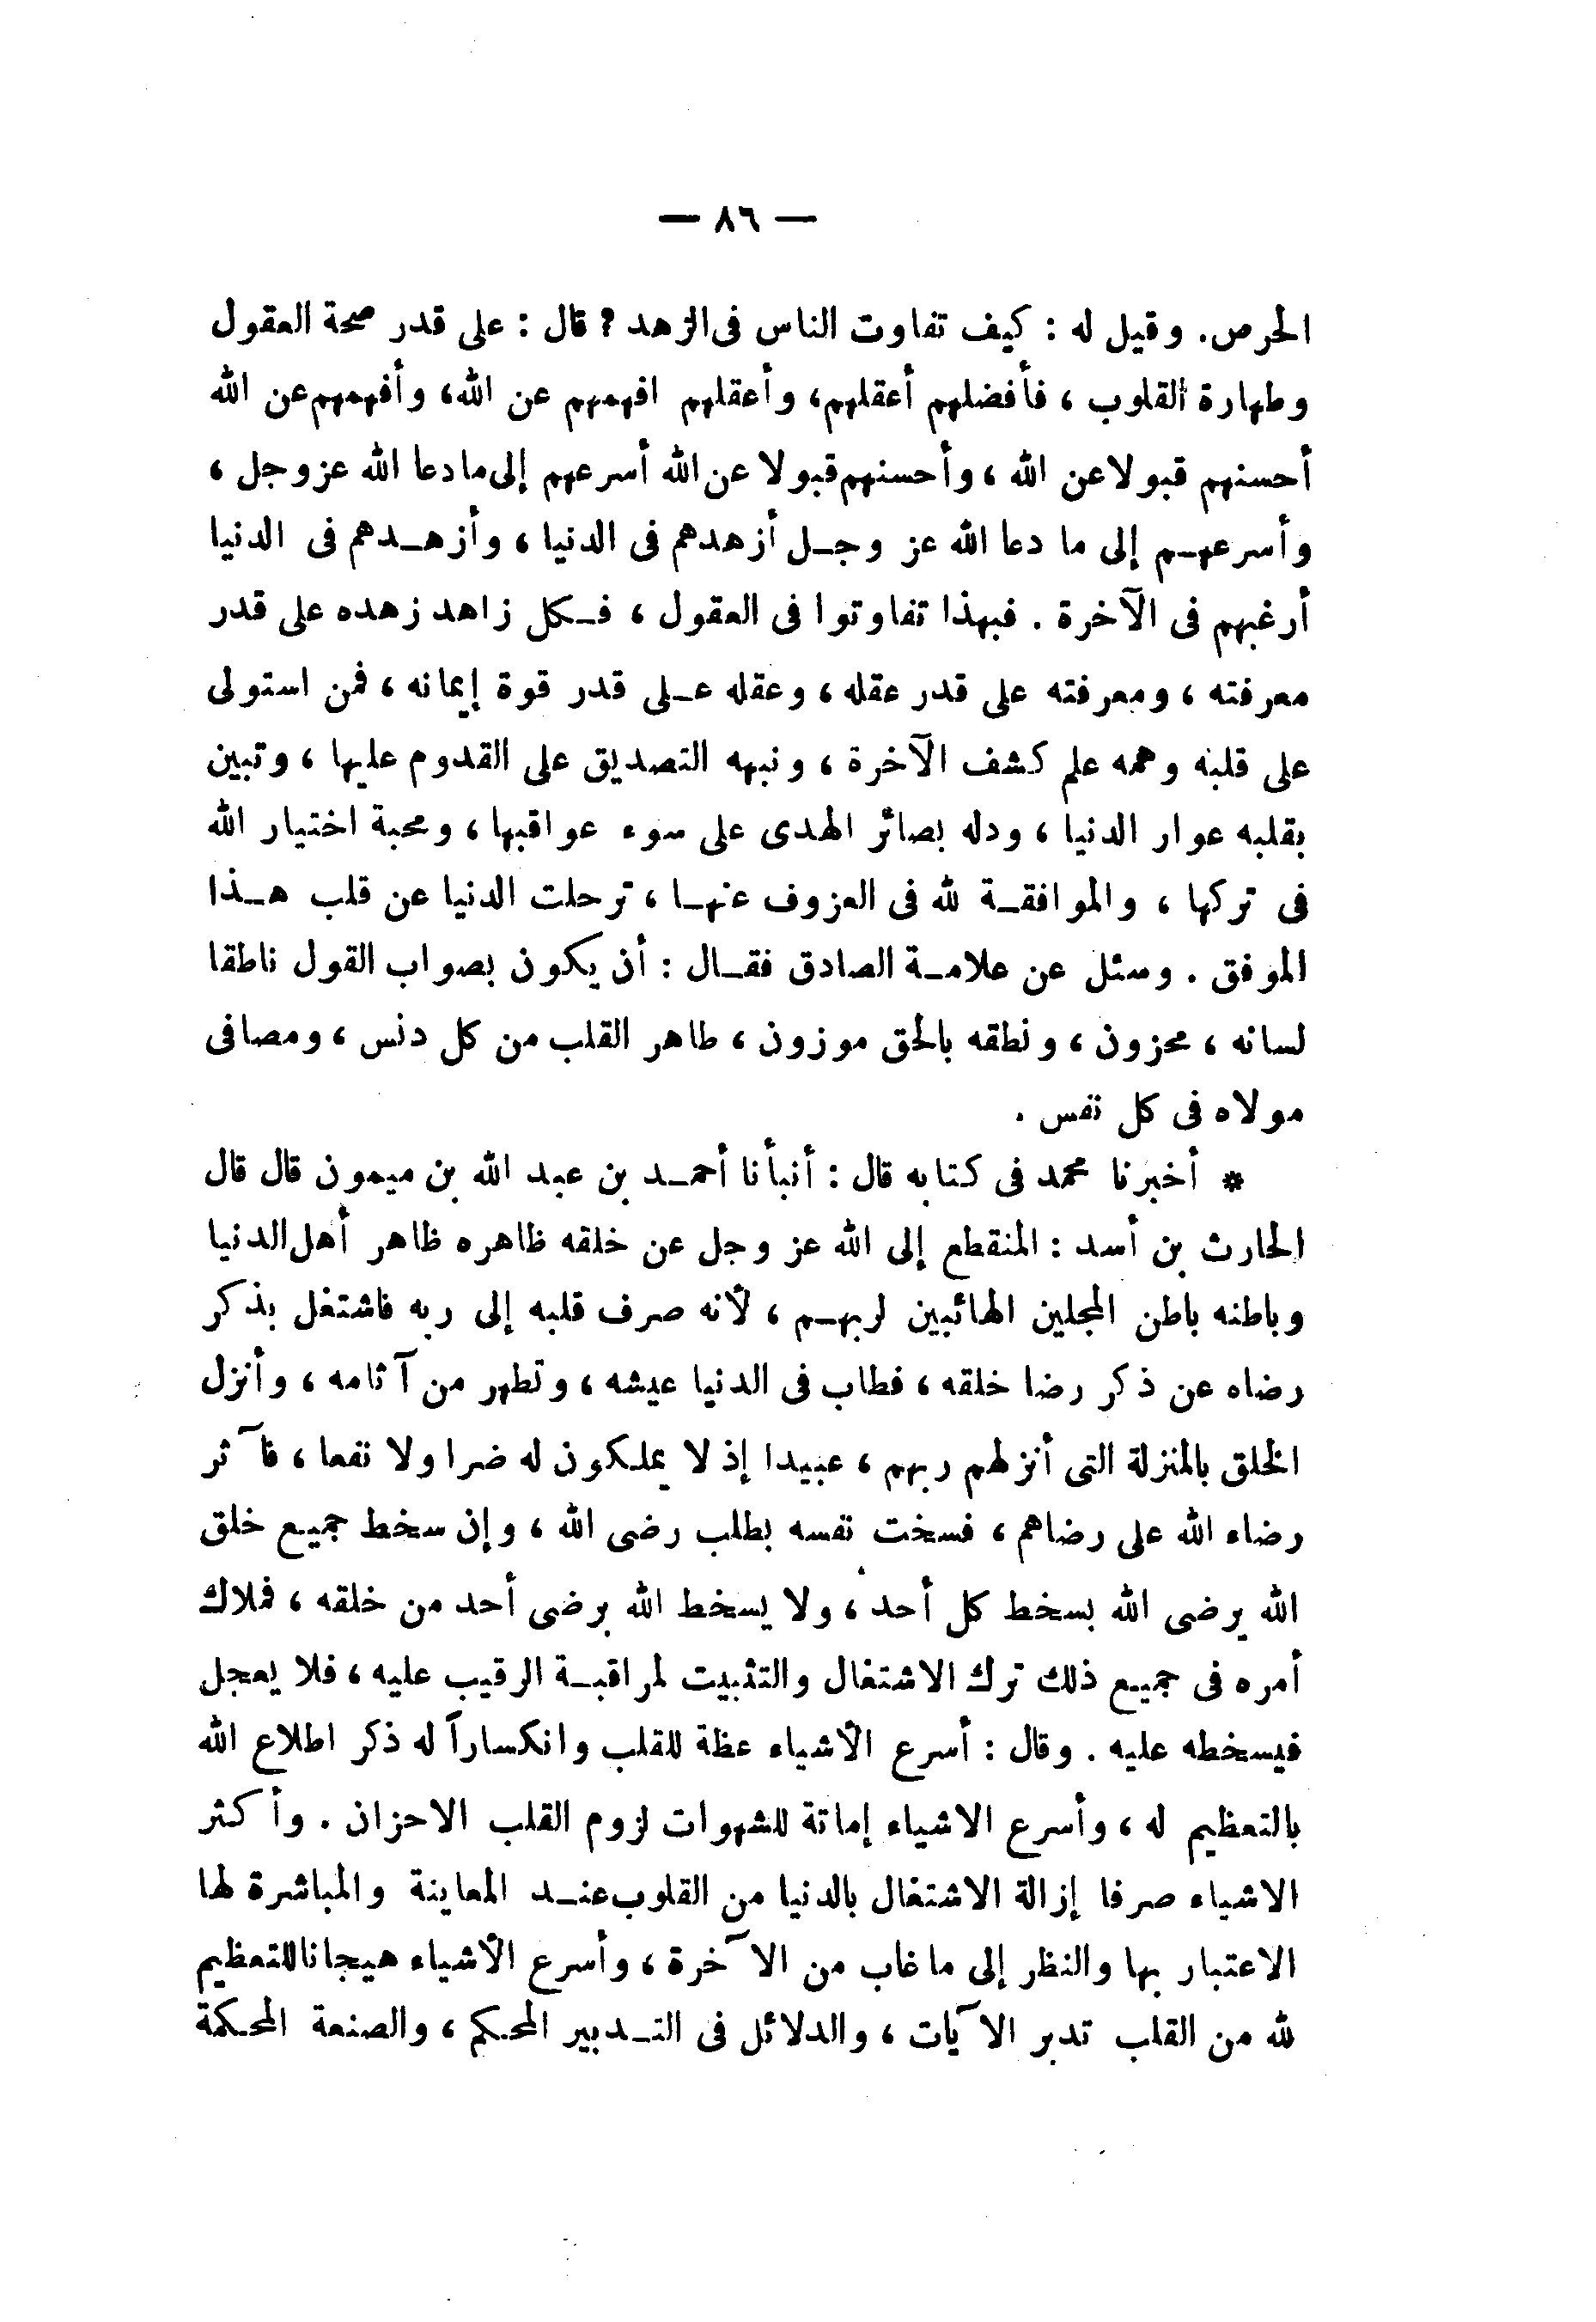 — ٨٦ —
الحرص. وقيل له : كيف تفاوت الناس فى الزهد ؟ قال : على قدر صحة العقول
وطهارة القلوب ، فأفضلهم أعقلهم، وأعقلهم افهمهم عن الله، وأفهمهم عن الله
أحسنهم قبولا عن الله ، وأحسنهم قبولا عن الله أسرعهم إلى ما دعا الله عز وجل ،
وأسرعهـم إلى ما دعا الله عز وجـل أزهدهم فى الدنيا ، وأزهـدهم فى الدنيا
أرغبهم فى الآخرة . فبهذا تفاوتوا فى العقول ، فـكل زاهد زهده على قدر
معرفته ، ومعرفته على قدر عقله ، وعقله عـلى قدر قوة إيمانه ، فمن استولى
على قلبه وهمه علم كشف الآخرة ، ونبهه التصديق على القدوم عليها ، وتبين
بقلبه عوار الدنيا ، ودله بصائر الهدى على سوء عواقبها ، ومحبة اختيار الله
فى تركها ، والموافقـة لله فى العزوف عنهـا ، ترحلت الدنيا عن قلب هـذا
الموفق . وسئل عن علامـة الصادق فقـال : أن يكون بصواب القول ناطقا
لسانه ، محزون ، ونطقه بالحق موزون ، طاهر القلب من كل دنس ، ومصافى
مولاه فى كل نفس .
* أخبرنا محمد فى كتابه قال : أنبأنا أحمـد بن عبد الله بن ميمون قال قال
الحارث بن أسد : المنقطع إلى الله عز وجل عن خلقه ظاهره ظاهر أهل الدنيا
وباطنه باطن المجلين الهائبين لربهـم ، لأنه صرف قلبه إلى ربه فاشتغل بذكر
رضاه عن ذكر رضا خلقه ، فطاب فى الدنيا عيشه ، وتطهر من آثامه ، وأنزل
الخلق بالمنزلة التى أنزلهم ربهم ، عبيدا إذ لا يملكون له ضرا ولا نفعا ، فآثر
رضاء الله على رضاهم ، فسخت نفسه بطلب رضى الله ، وإن سخط جميع خلق
الله يرضى الله بسخط كل أحد ، ولا يسخط الله برضى أحد من خلقه ، فملاك
أمره فى جميع ذلك ترك الاشتغال والتثبيت لمراقبـة الرقيب عليه ، فلا يعجل
فيسخطه عليه . وقال : أسرع الأشياء عظة للقلب وانكساراً له ذكر اطلاع الله
بالتعظيم له ، وأسرع الاشياء إماتة للشهوات لزوم القلب الاحزان . وأكثر
الاشياء صرفا إزالة الاشتغال بالدنيا من القلوب عنـد المعاينة والمباشرة لها
الاعتبار بها والنظر إلى ما غاب من الآخرة ، وأسرع الأشياء هيجانا للتعظيم
لله من القلب تدبر الآيات ، والدلائل فى التـدبير المحكم ، والصنعة المحكمة